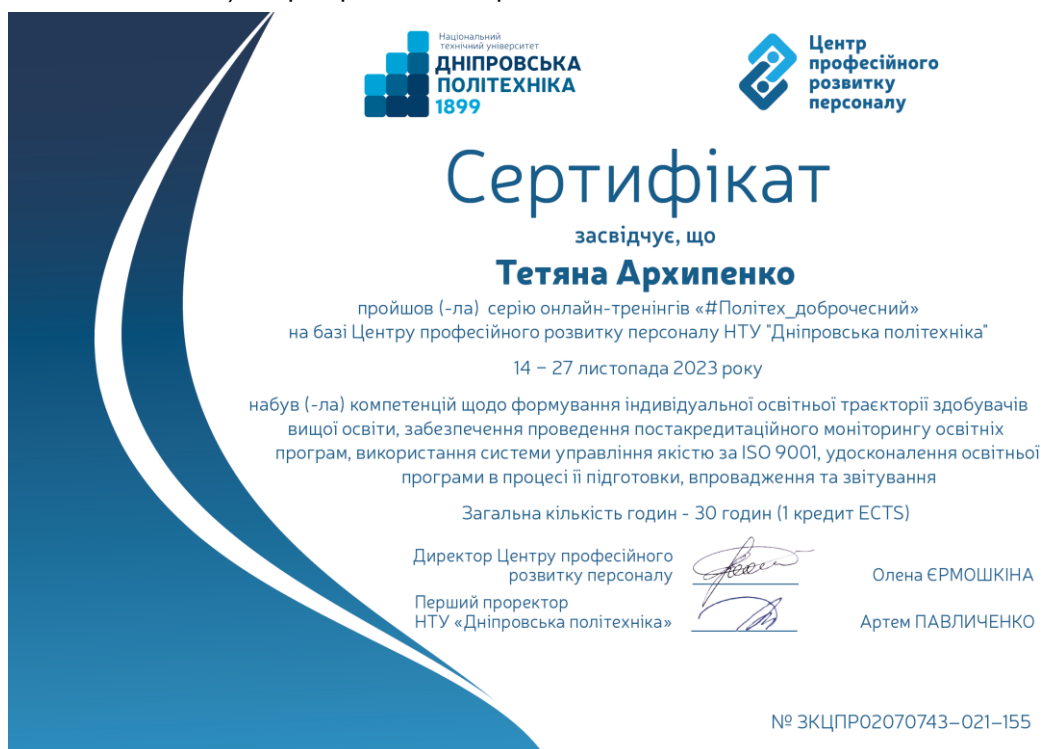 Національний
технічний університет
ДНІПРОВСЬКА
ПОЛІТЕХНІКА
1899
Центр
професійного
розвитку
персоналу
Сертифікат
засвідчує, що
Тетяна Архипенко
пройшов (-ла) серію онлайн-тренінгів «#Політех_доброчесний»
на базі Центру професійного розвитку персоналу НТУ "Дніпровська політехніка"
14 – 27 листопада 2023 року
набув (-ла) компетенцій щодо формування індивідуальної освітньої траєкторії здобувачів
вищої освіти, забезпечення проведення постакредитаційного моніторингу освітніх
програм, використання системи управління якістю за ISO 9001, удосконалення освітньої
програми в процесі її підготовки, впровадження та звітування
Загальна кількість годин - 30 годин (1 кредит ECTS)
Директор Центру професійного
розвитку персоналу
Олена ЄРМОШКІНА
Перший проректор
НТУ «Дніпровська політехніка»
Артем ПАВЛИЧЕНКО
№ ЗКЦПР02070743–021–155